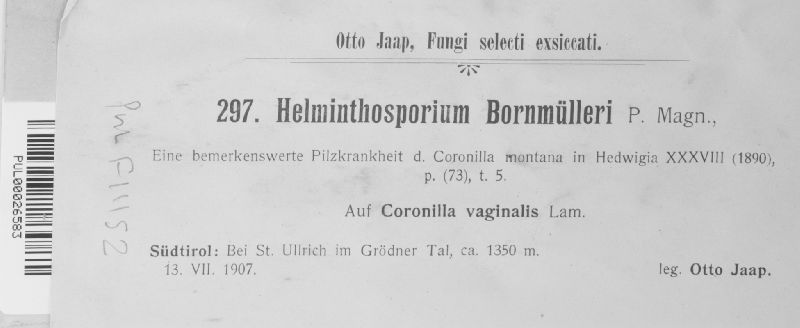 Otto Jaap, Fungi selecti exsiccati.
297. Helminthosporium Bornmülleri P. Magn.,
Eine bemerkenswerte Pilzkrankheit d. Coronilla montana in Hedwigia XXXVIII (1890),
p. (73), t. 5.
Auf Coronilla vaginalis Lam.
Südtirol: Bei St. Ullrich im Grödner Tal, ca. 1350 m.
13. VII. 1907.
leg. Otto Jaap.
PUL00026583
PUL F11152